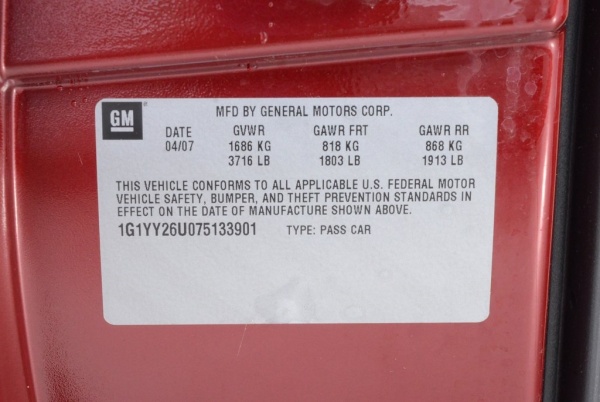 GM
MFD BY GENERAL MOTORS CORP.
DATE GVWR GAWR FRT GAWR RR
04/07 1686 KG 818 KG 868 KG
3716 LB 1803 LB 1913 LB
THIS VEHICLE CONFORMS TO ALL APPLICABLE U.S. FEDERAL MOTOR
VEHICLE SAFETY, BUMPER, AND THEFT PREVENTION STANDARDS IN
EFFECT ON THE DATE OF MANUFACTURE SHOWN ABOVE.
1G1YY26U075133901 TYPE: PASS CAR